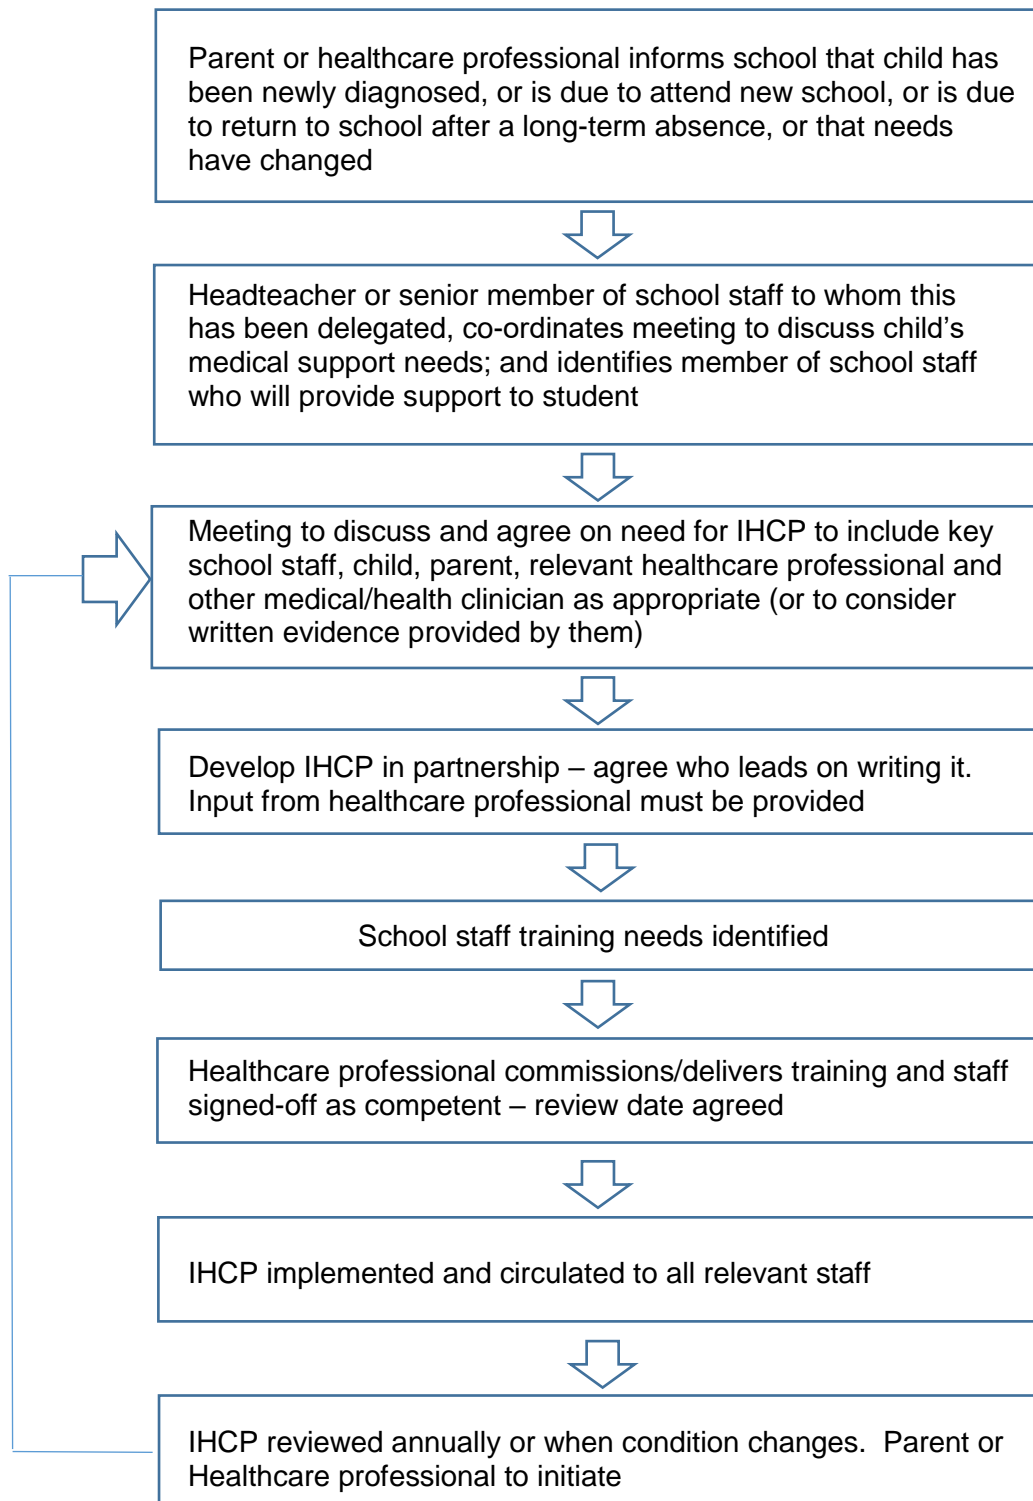 Parent or healthcare professional informs school that child has
been newly diagnosed, or is due to attend new school, or is due
to return to school after a long-term absence, or that needs
have changed
Headteacher or senior member of school staff to whom this
has been delegated, co-ordinates meeting to discuss child’s
medical support needs; and identifies member of school staff
who will provide support to student
Meeting to discuss and agree on need for IHCP to include key
school staff, child, parent, relevant healthcare professional and
other medical/health clinician as appropriate (or to consider
written evidence provided by them)
Develop IHCP in partnership – agree who leads on writing it.
Input from healthcare professional must be provided
School staff training needs identified
Healthcare professional commissions/delivers training and staff
signed-off as competent – review date agreed
IHCP implemented and circulated to all relevant staff
IHCP reviewed annually or when condition changes.  Parent or
Healthcare professional to initiate